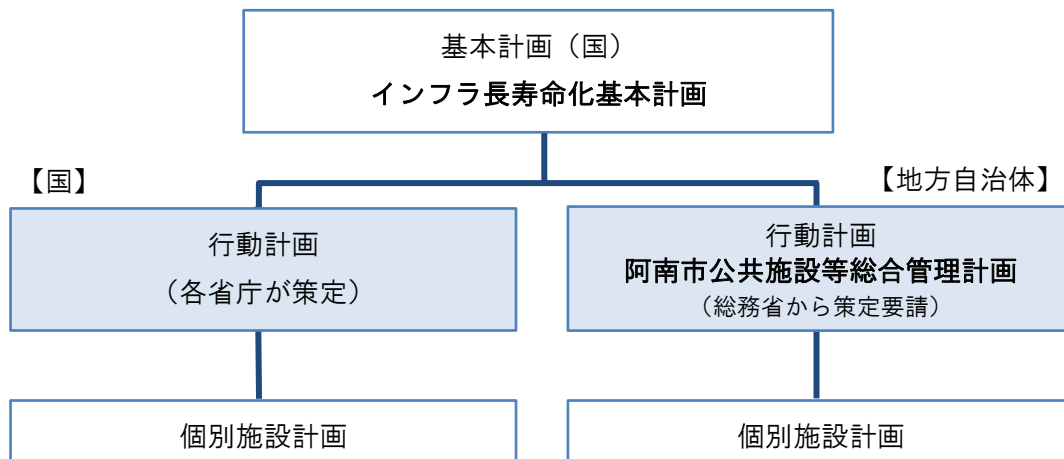 基本計画（国）
インフラ長寿命化基本計画
【国】
【地方自治体】
行動計画
（各省庁が策定）
行動計画
阿南市公共施設等総合管理計画
（総務省から策定要請）
個別施設計画
個別施設計画